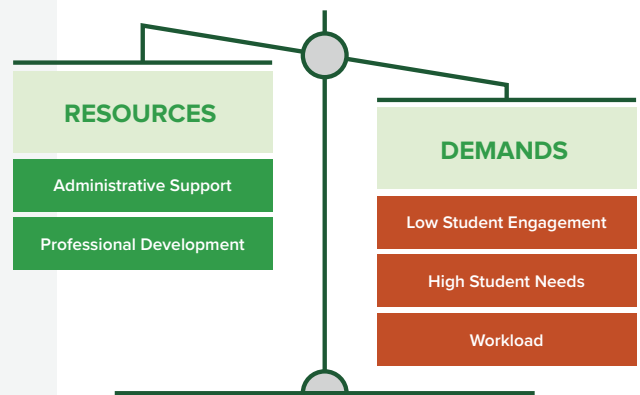 RESOURCES
Administrative Support
Professional Development
DEMANDS
Low Student Engagement
High Student Needs
Workload